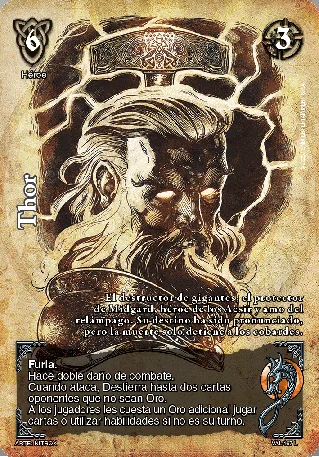 6
3
Héroe
Thor
El destructor de gigantes, el protector
de Midgard, héroe de los Aesir y amo del
relámpago. Su destino ha sido pronunciado,
pero la muerte solo detiene a los cobardes.
Furia.
Hace doble daño de combate.
Cuando ataca, Destierra hasta dos cartas
oponentes que no sean Oro.
A los jugadores les cuesta un Oro adicional jugar
cartas o utilizar habilidades si no es su turno.